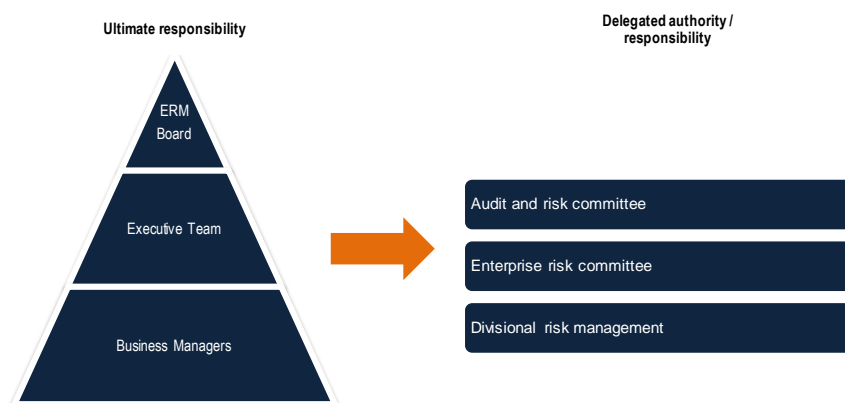 Ultimate responsibility
Delegated authority /
responsibility
ERM
Board
Executive Team
Business Managers
Audit and risk committee
Enterprise risk committee
Divisional risk management